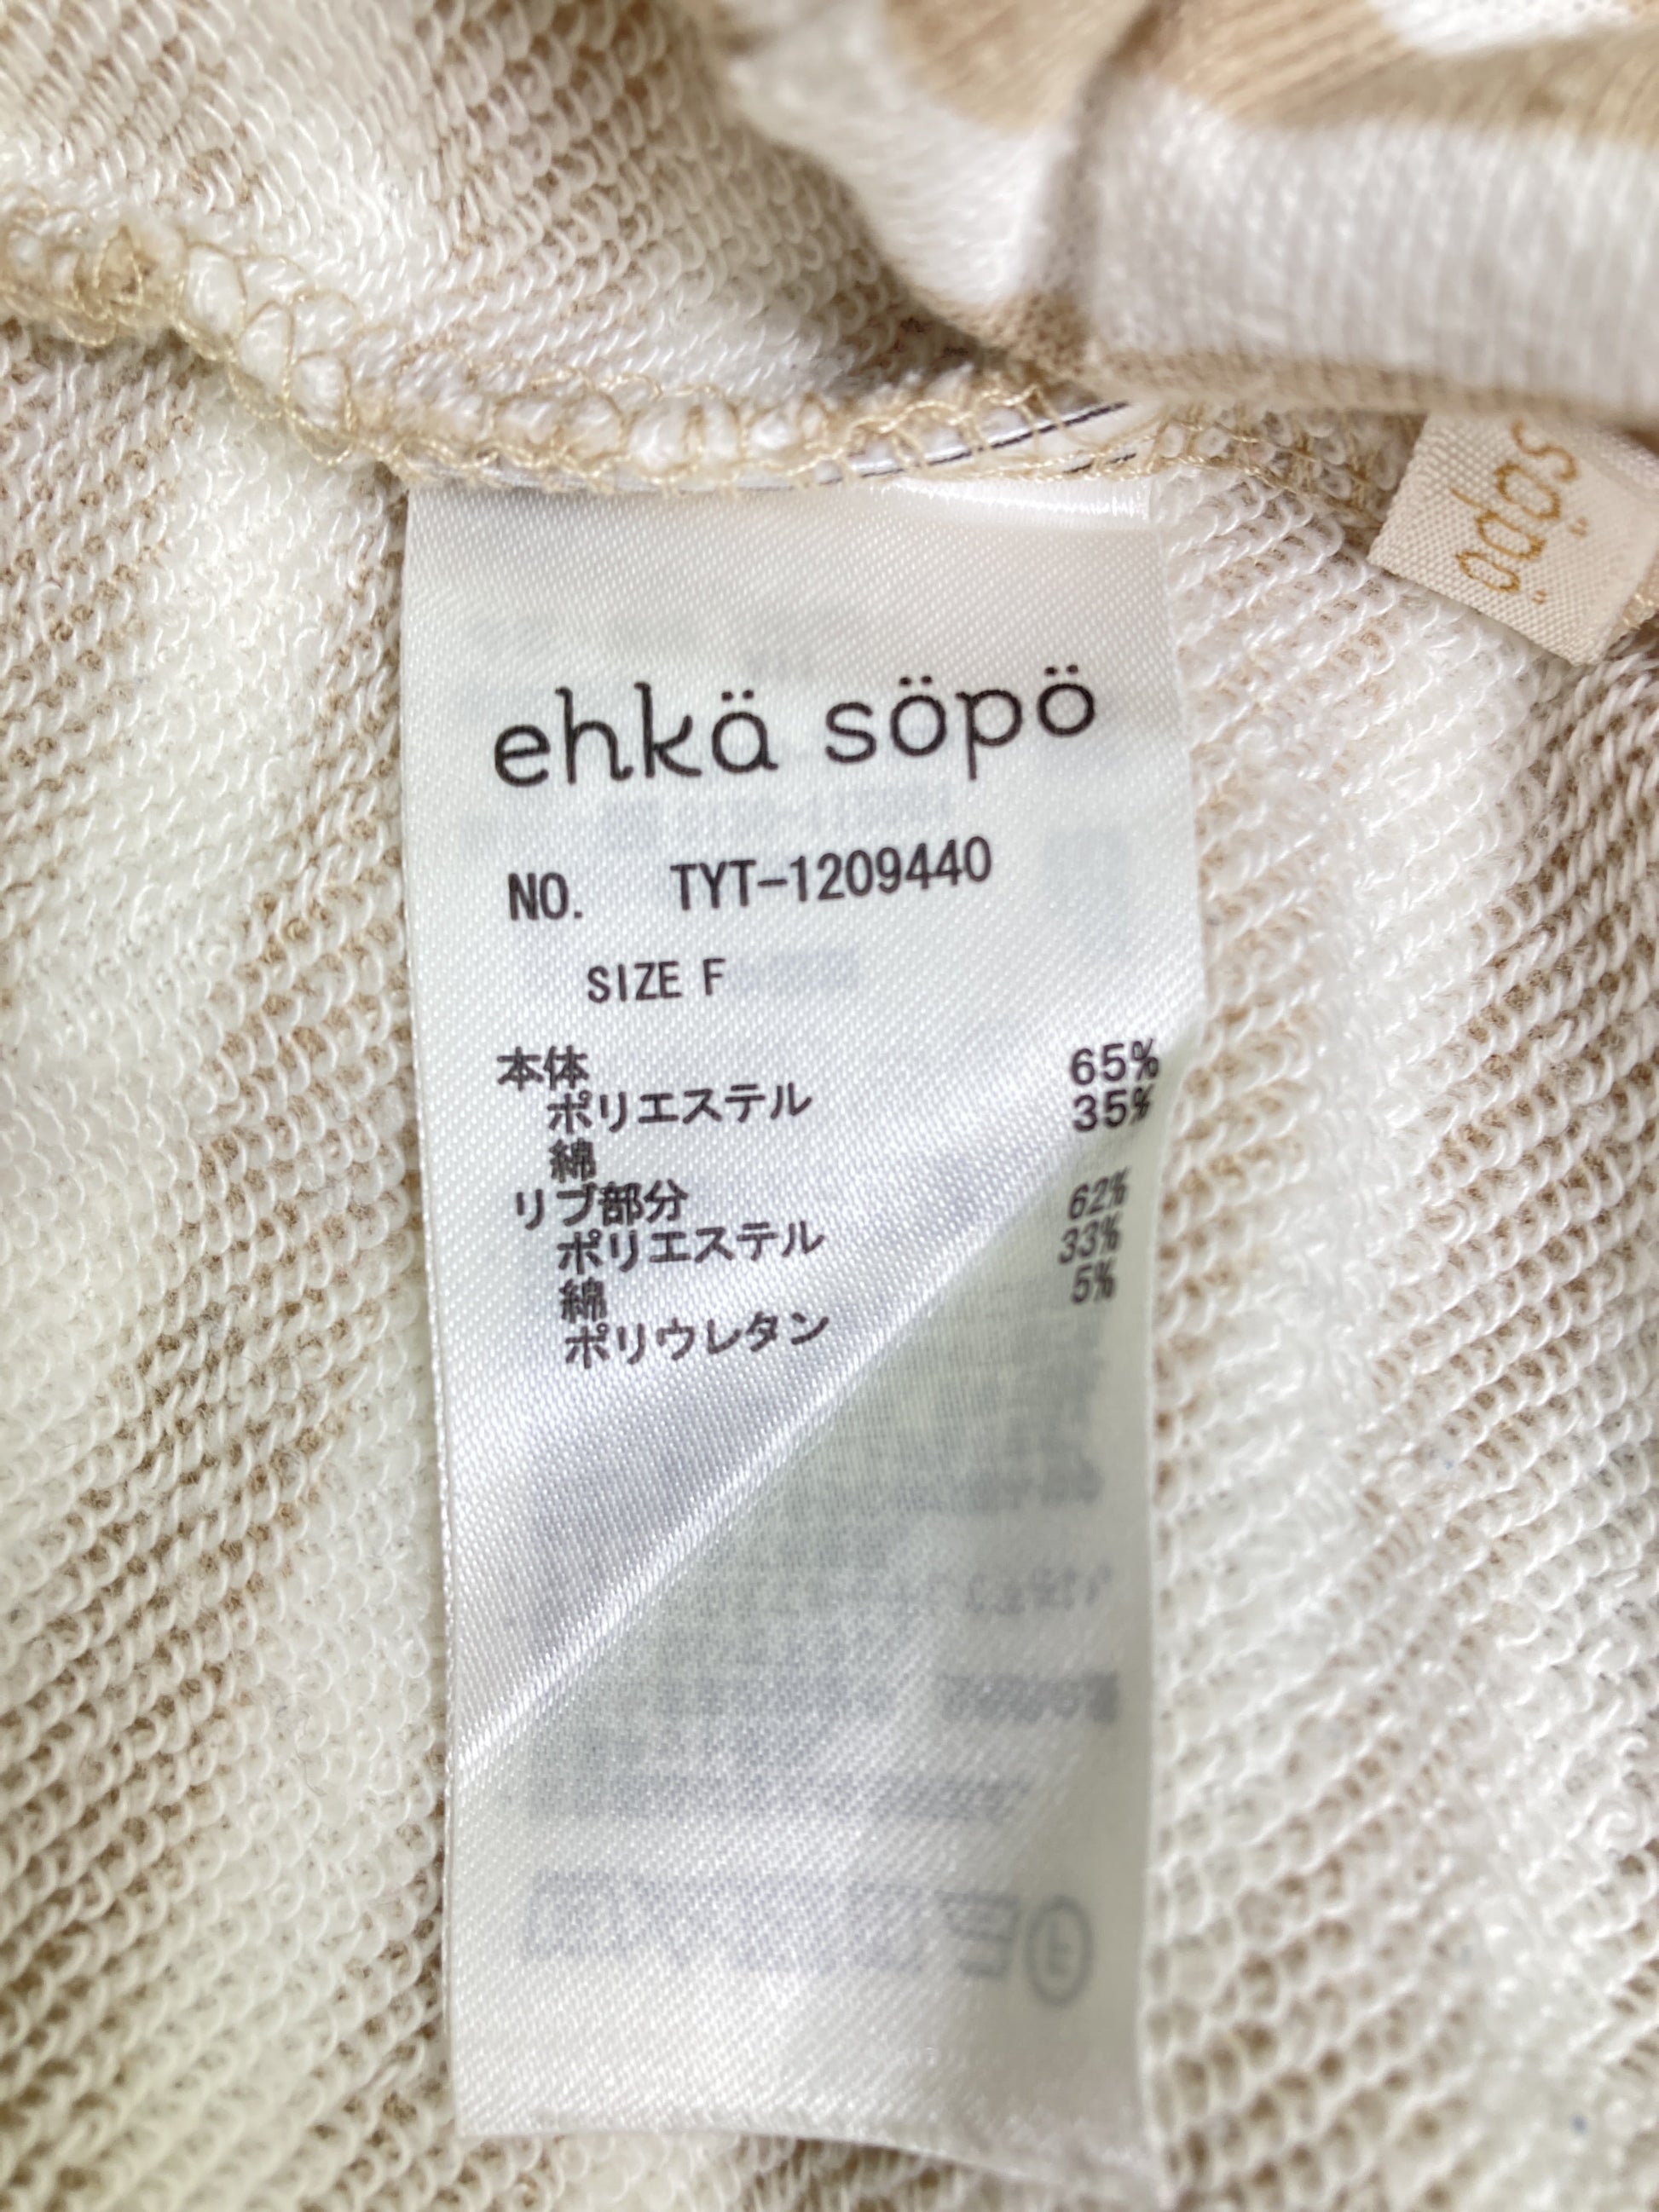 ehkä söpö
NO. TYT-1209440
SIZE F
本体
ポリエステル 65%
綿 35%
リブ部分
ポリエステル 62%
綿 33%
ポリウレタン 5%
söpö